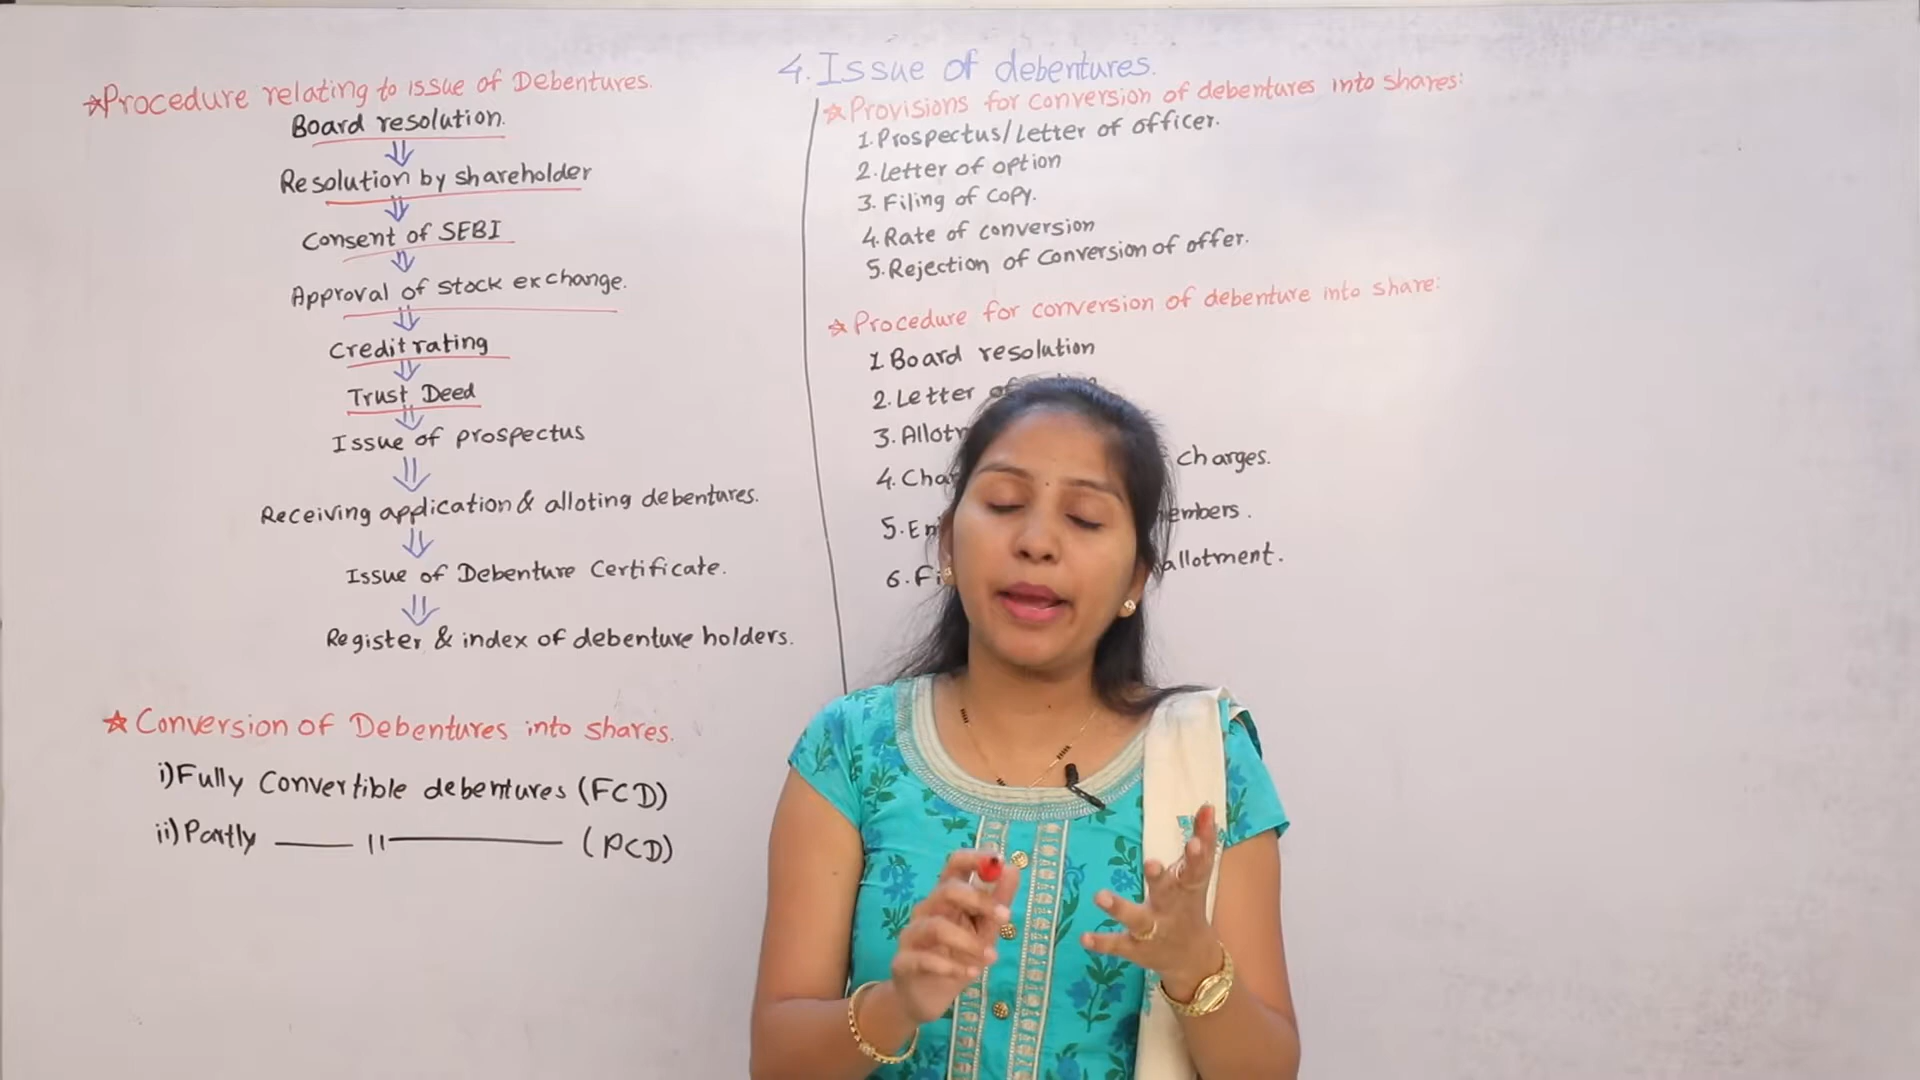 4. Issue of debentures.
☆Procedure relating to issue of Debentures.
Board resolution.
⇓
Resolution by shareholder
⇓
Consent of SEBI
⇓
Approval of stock exchange.
⇓
Credit rating
⇓
Trust Deed
⇓
Issue of prospectus
⇓
Receiving application & alloting debentures.
⇓
Issue of Debenture Certificate.
⇓
Register & index of debenture holders.
☆ Conversion of Debentures into shares.
i) Fully Convertible debentures (FCD)
ii) Partly —— 11 ———— (PCD)
☆ Provisions for conversion of debentures into shares:
1. Prospectus/Letter of officer.
2. Letter of option
3. Filing of copy.
4. Rate of conversion
5. Rejection of Conversion of offer.
☆ Procedure for conversion of debenture into share:
1 Board resolution
2. Letter
3.
4. charges.
5.
6. allotment.